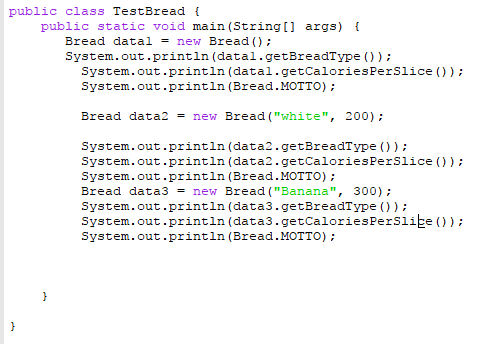 public class TestBread {
public static void main(String[] args) {
Bread data1 = new Bread();
System.out.println(data1.getBreadType());
System.out.println(data1.getCaloriesPerSlice());
System.out.println(Bread.MOTTO);
Bread data2 = new Bread("white", 200);
System.out.println(data2.getBreadType());
System.out.println(data2.getCaloriesPerSlice());
System.out.println(Bread.MOTTO);
Bread data3 = new Bread("Banana", 300);
System.out.println(data3.getBreadType());
System.out.println(data3.getCaloriesPerSlice());
System.out.println(Bread.MOTTO);
}
}